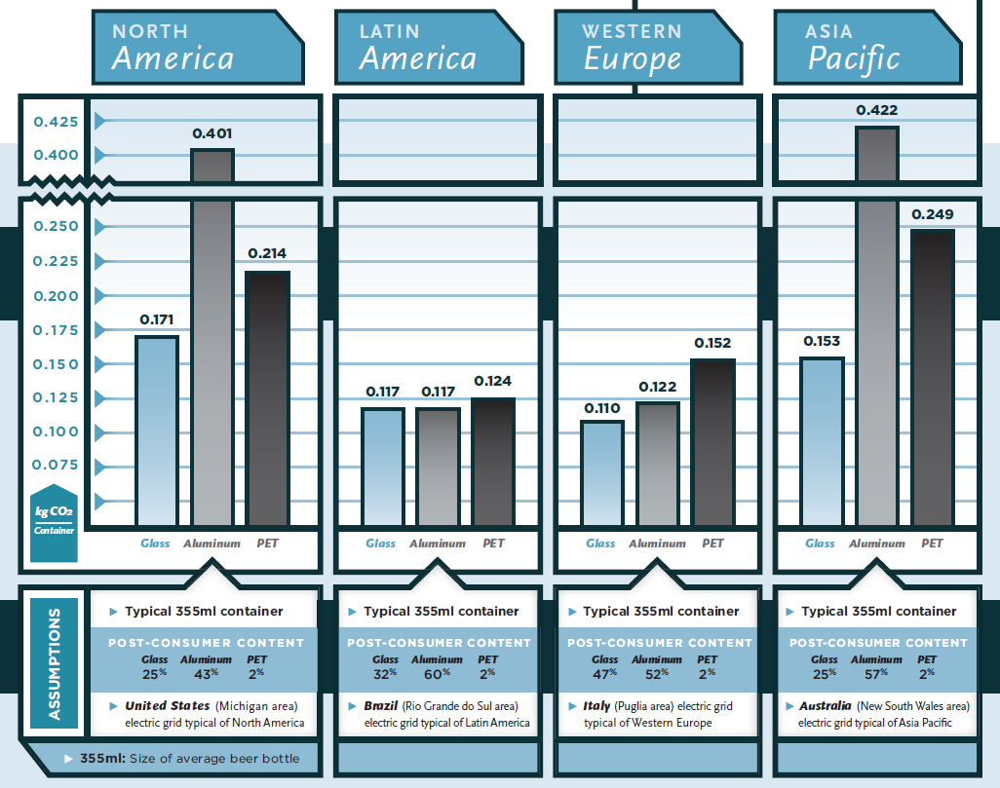 NORTH
America
LATIN
America
WESTERN
Europe
ASIA
Pacific
0.425
0.400
0.250
0.225
0.200
0.175
0.150
0.125
0.100
0.075
kg CO₂
Container
0.171
0.401
0.214
Glass Aluminum PET
0.117
0.117
0.124
Glass Aluminum PET
0.110
0.122
0.152
Glass Aluminum PET
0.153
0.422
0.249
Glass Aluminum PET
ASSUMPTIONS
Typical 355ml container
POST-CONSUMER CONTENT
Glass Aluminum PET
25% 43% 2%
United States (Michigan area)
electric grid typical of North America
355ml: Size of average beer bottle
Typical 355ml container
POST-CONSUMER CONTENT
Glass Aluminum PET
32% 60% 2%
Brazil (Rio Grande do Sul area)
electric grid typical of Latin America
Typical 355ml container
POST-CONSUMER CONTENT
Glass Aluminum PET
47% 52% 2%
Italy (Puglia area) electric grid
typical of Western Europe
Typical 355ml container
POST-CONSUMER CONTENT
Glass Aluminum PET
25% 57% 2%
Australia (New South Wales area)
electric grid typical of Asia Pacific